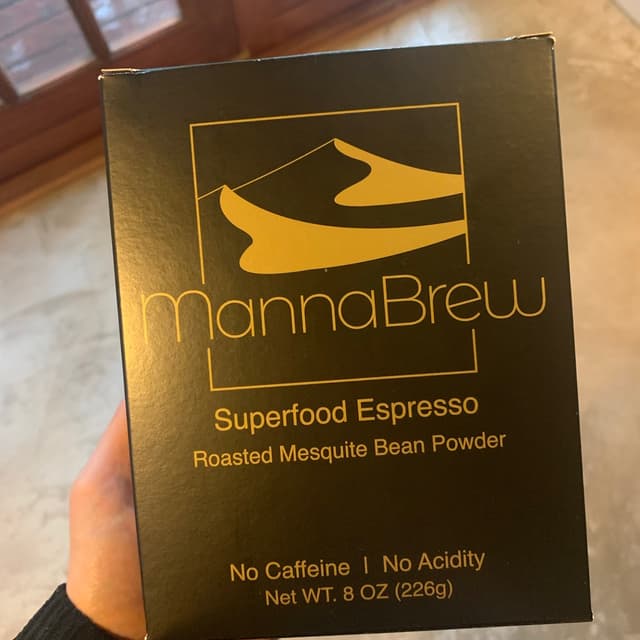 mannaBrew
Superfood Espresso
Roasted Mesquite Bean Powder
No Caffeine | No Acidity
Net WT. 8 OZ (226g)